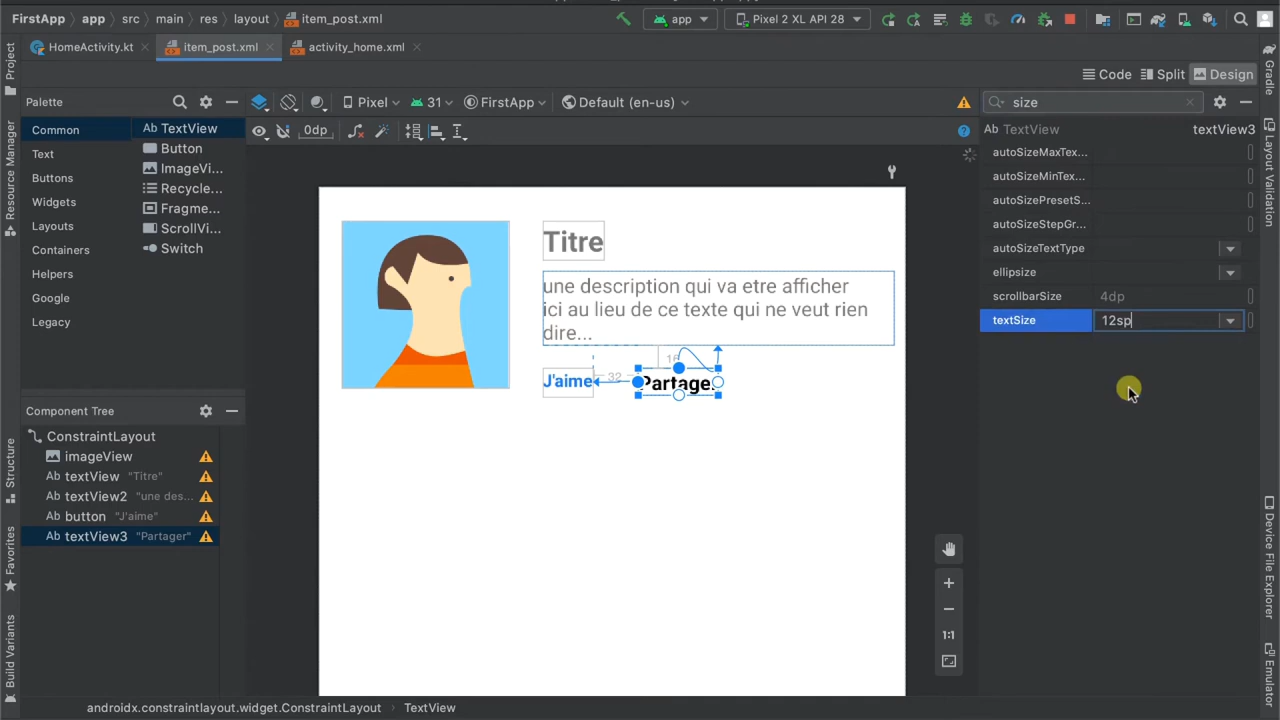 FirstApp app src main res layout item_post.xml app Pixel 2 XL API 28
HomeActivity.kt item_post.xml activity_home.xml
Code Split Design
Palette Pixel 31 FirstApp Default (en-us) size
0dp
Common
Text
Buttons
Widgets
Layouts
Containers
Helpers
Google
Legacy
Ab TextView
Button
ImageVi...
Recycle...
Fragme...
ScrollVi...
Switch
Component Tree
ConstraintLayout
imageView
Ab textView "Titre"
Ab textView2 "une des...
Ab button "J'aime"
Ab textView3 "Partager"
Titre
une description qui va etre afficher
ici au lieu de ce texte qui ne veut rien
dire...
16
J'aime 32 Partager
Ab TextView textView3
autoSizeMaxTex...
autoSizeMinTex...
autoSizePresetS...
autoSizeStepGr...
autoSizeTextType
ellipsize
scrollbarSize 4dp
textSize 12sp
1:1
Project
Resource Manager
Structure
Favorites
Build Variants
Gradle
Layout Validation
Device File Explorer
Emulator
androidx.constraintlayout.widget.ConstraintLayout TextView